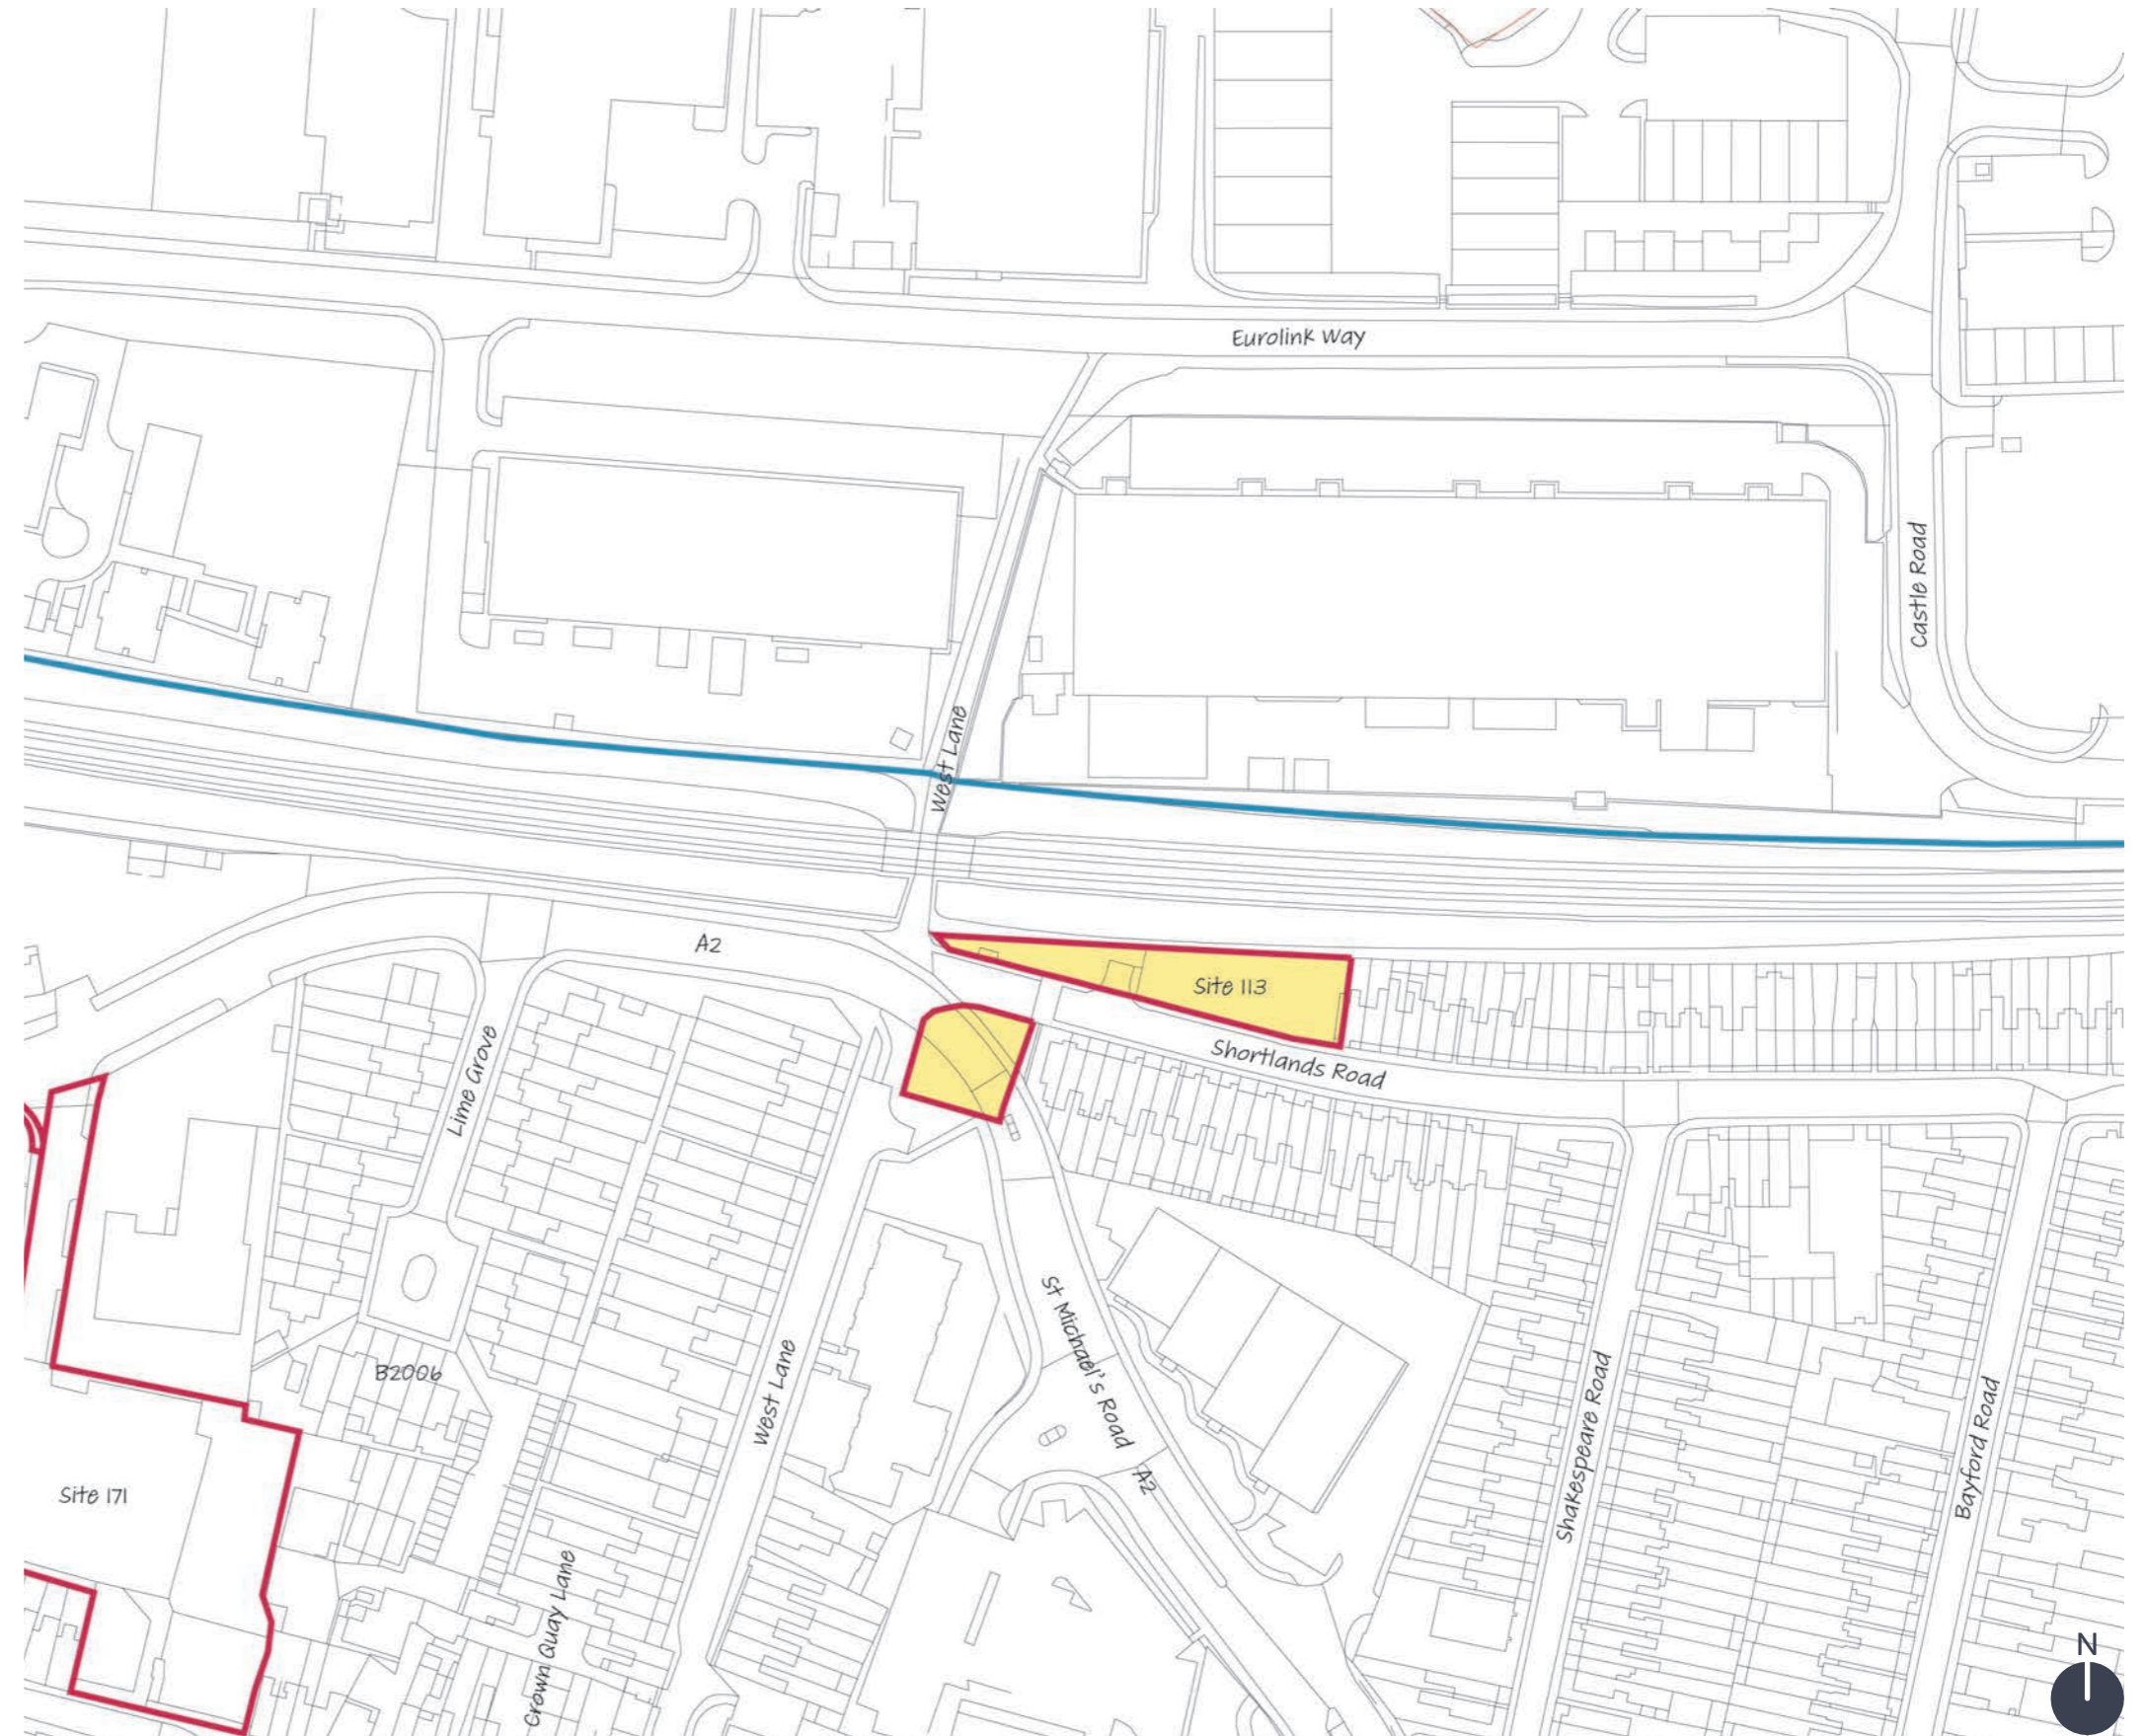 Eurolink Way
Castle Road
West Lane
A2
Site 113
Shortlands Road
Lime Grove
St Michael's Road
B2006
West Lane
Shakespeare Road
Bayford Road
A2
Site 171
Crown Quay Lane
N